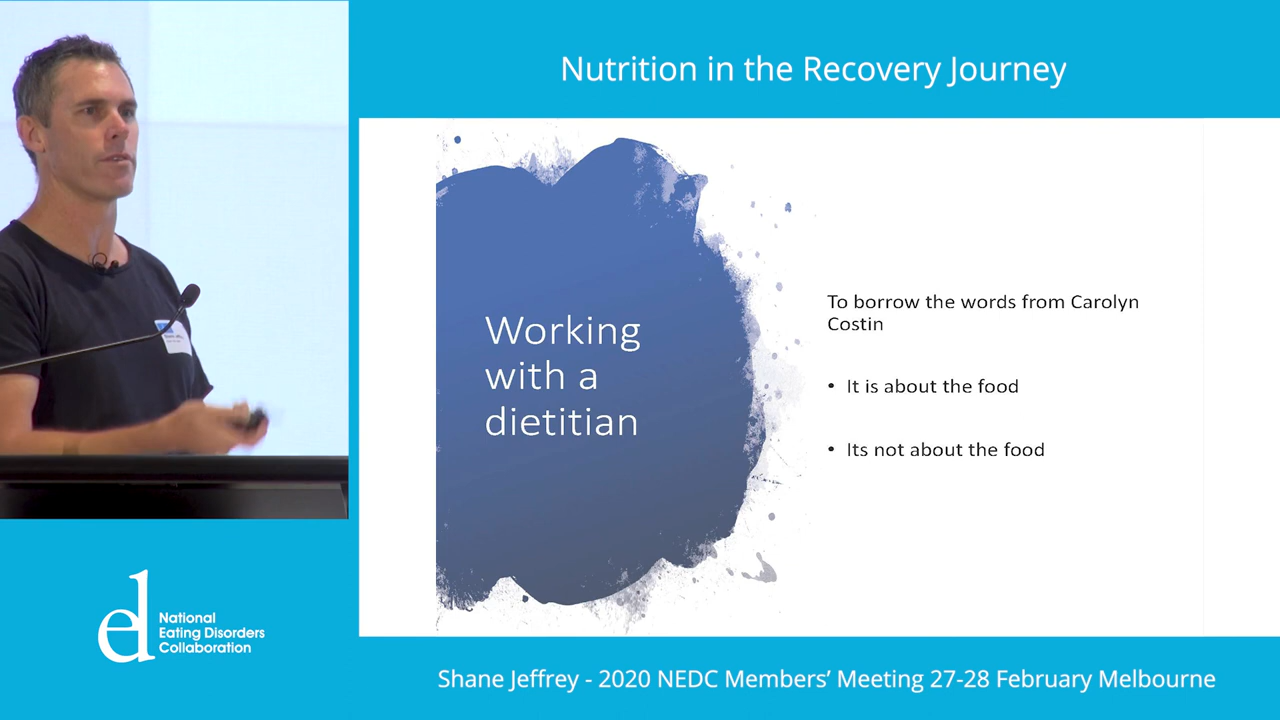 Nutrition in the Recovery Journey
Working
with a
dietitian
To borrow the words from Carolyn
Costin
• It is about the food
• Its not about the food
ed
National
Eating Disorders
Collaboration
Shane Jeffrey - 2020 NEDC Members’ Meeting 27-28 February Melbourne